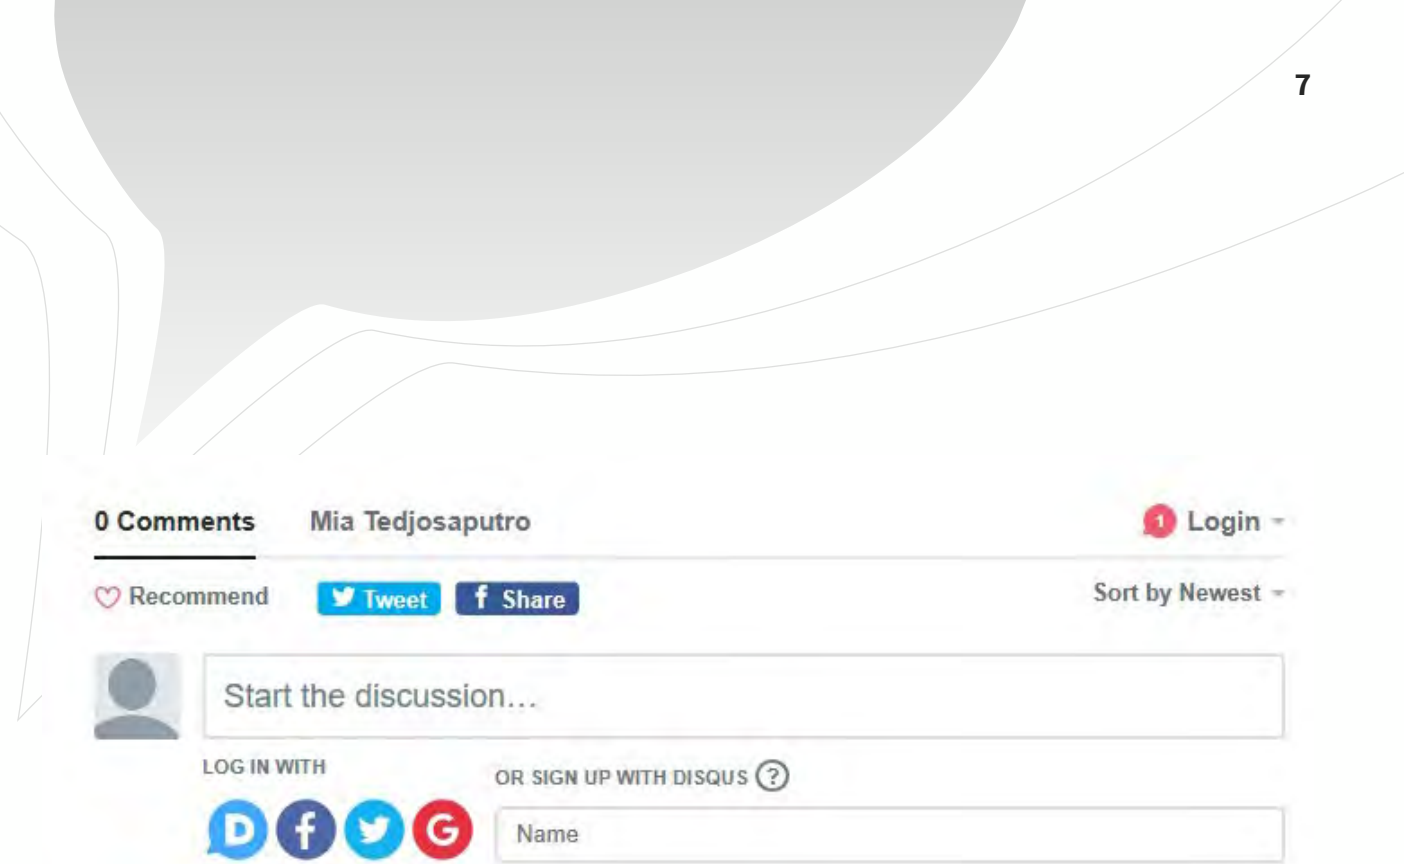 7
0 Comments Mia Tedjosaputro 1 Login
Recommend Tweet f Share Sort by Newest
Start the discussion...
LOG IN WITH
OR SIGN UP WITH DISQUS ?
D f G
Name